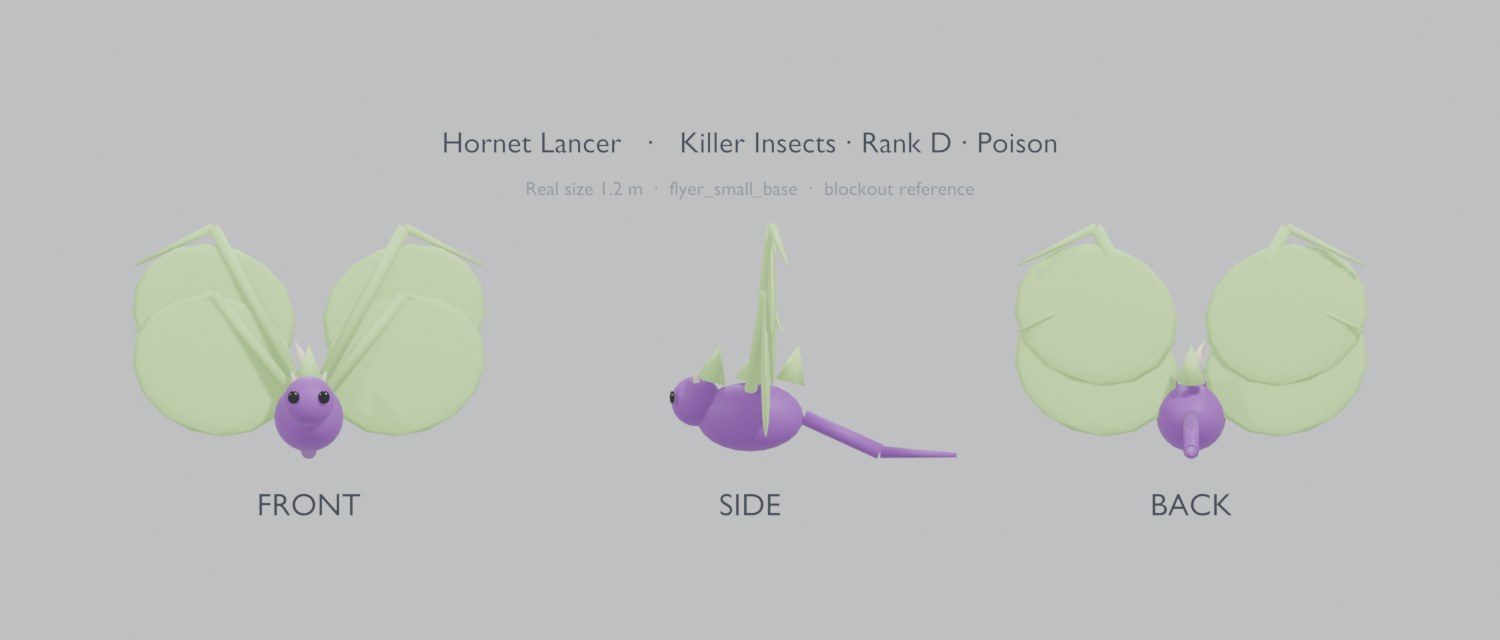 Hornet Lancer · Killer Insects · Rank D · Poison
Real size 1.2 m · flyer_small_base · blockout reference
FRONT SIDE BACK